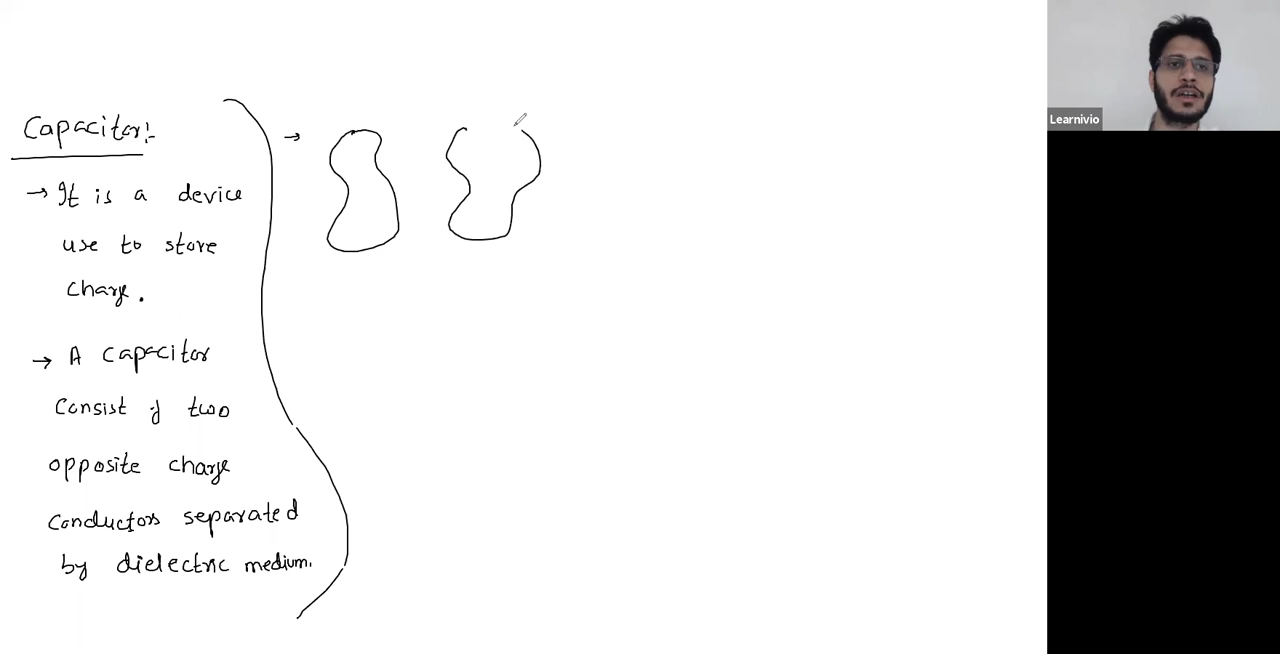 Capacitor:-
→ It is a device
use to store
charge.
→ A capacitor
consist of two
opposite charge
conductors separated
by dielectric medium.
→
Learnivio